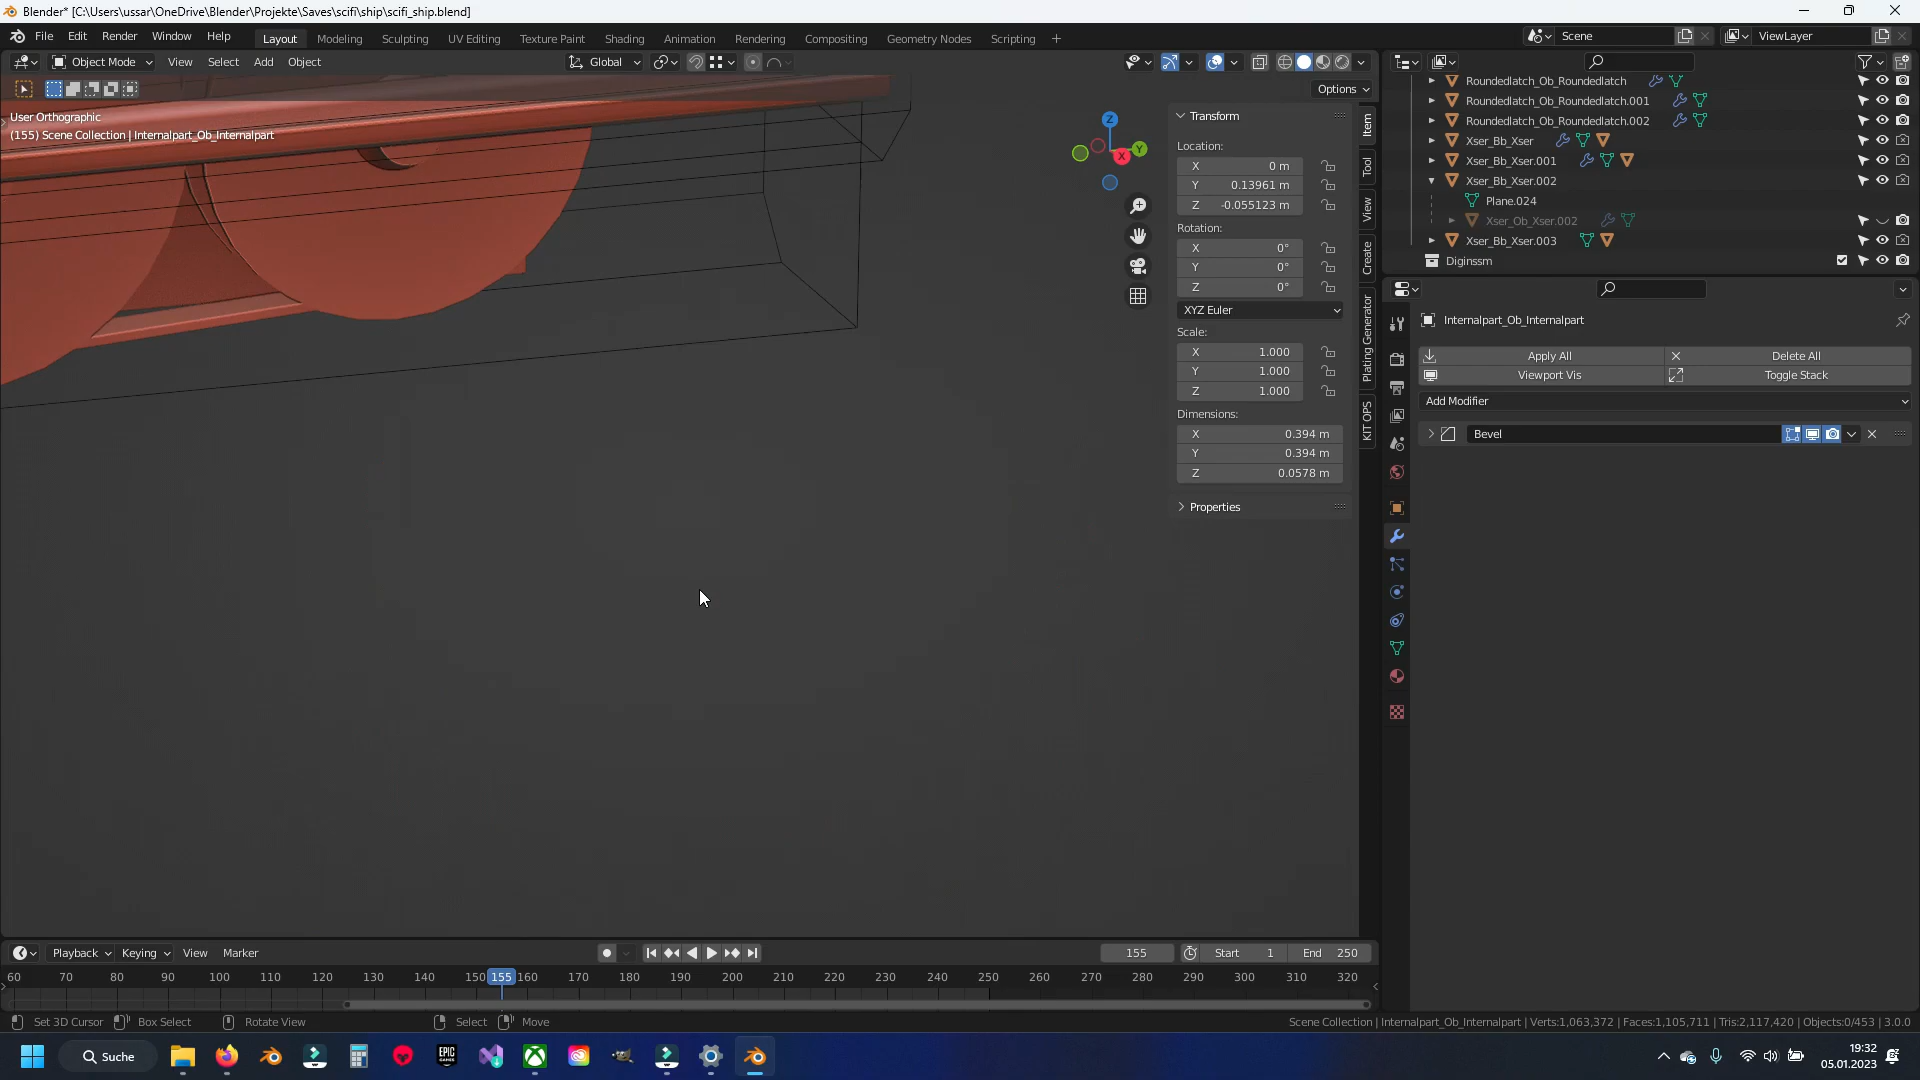 Blender* [C:\Users\ussar\OneDrive\Blender\Projekte\Saves\scifi\ship\scifi_ship.blend]
File Edit Render Window Help Layout Modeling Sculpting UV Editing Texture Paint Shading Animation Rendering Compositing Geometry Nodes Scripting + Scene ViewLayer
Object Mode View Select Add Object Global
Options
User Orthographic
(155) Scene Collection | Internalpart_Ob_Internalpart
Z
Y
X
Transform
Location:
X 0 m
Y 0.13961 m
Z -0.055123 m
Rotation:
X 0°
Y 0°
Z 0°
XYZ Euler
Scale:
X 1.000
Y 1.000
Z 1.000
Dimensions:
X 0.394 m
Y 0.394 m
Z 0.0578 m
Properties
Item
Tool
View
Create
Plating Generator
KIT OPS
Roundedlatch_Ob_Roundedlatch
Roundedlatch_Ob_Roundedlatch.001
Roundedlatch_Ob_Roundedlatch.002
Xser_Bb_Xser
Xser_Bb_Xser.001
Xser_Bb_Xser.002
Plane.024
Xser_Ob_Xser.002
Xser_Bb_Xser.003
Diginssm
Internalpart_Ob_Internalpart
Apply All Delete All
Viewport Vis Toggle Stack
Add Modifier
Bevel
Playback Keying View Marker 155 Start 1 End 250
60 70 80 90 100 110 120 130 140 150 155 160 170 180 190 200 210 220 230 240 250 260 270 280 290 300 310 320
Set 3D Cursor Box Select Rotate View Select Move Scene Collection | Internalpart_Ob_Internalpart | Verts:1,063,372 | Faces:1,105,711 | Tris:2,117,420 | Objects:0/453 | 3.0.0
Suche
EPIC GAMES
19:32
05.01.2023